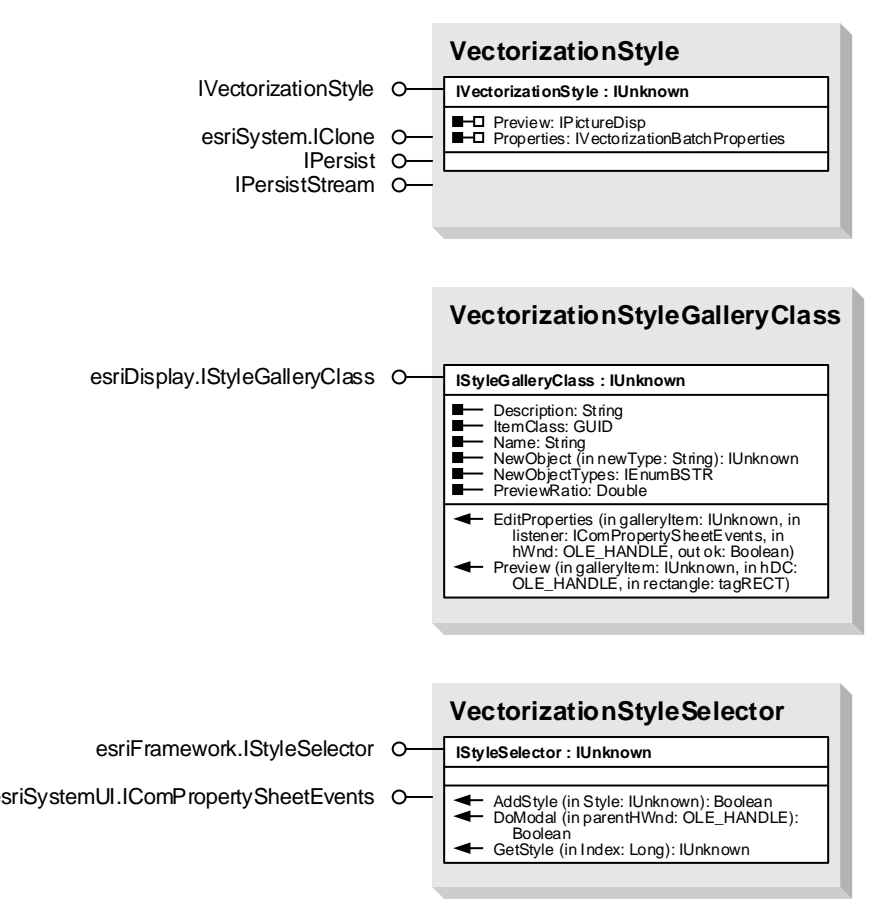 VectorizationStyle
IVectorizationStyle
IVectorizationStyle : IUnknown
Preview: IPictureDisp
esriSystem.IClone
Properties: IVectorizationBatchProperties
IPersist
IPersistStream
VectorizationStyleGalleryClass
esriDisplay.IStyleGalleryClass
IStyleGalleryClass : IUnknown
Description: String
ItemClass: GUID
Name: String
NewObject (in newType: String): IUnknown
NewObjectTypes: IEnumBSTR
PreviewRatio: Double
EditProperties (in galleryItem: IUnknown, in
listener: IComPropertySheetEvents, in
hWnd: OLE_HANDLE, out ok: Boolean)
Preview (in galleryItem: IUnknown, in hDC:
OLE_HANDLE, in rectangle: tagRECT)
VectorizationStyleSelector
esriFramework.IStyleSelector
IStyleSelector : IUnknown
esriSystemUI.IComPropertySheetEvents
AddStyle (in Style: IUnknown): Boolean
DoModal (in parentHWnd: OLE_HANDLE):
Boolean
GetStyle (in Index: Long): IUnknown